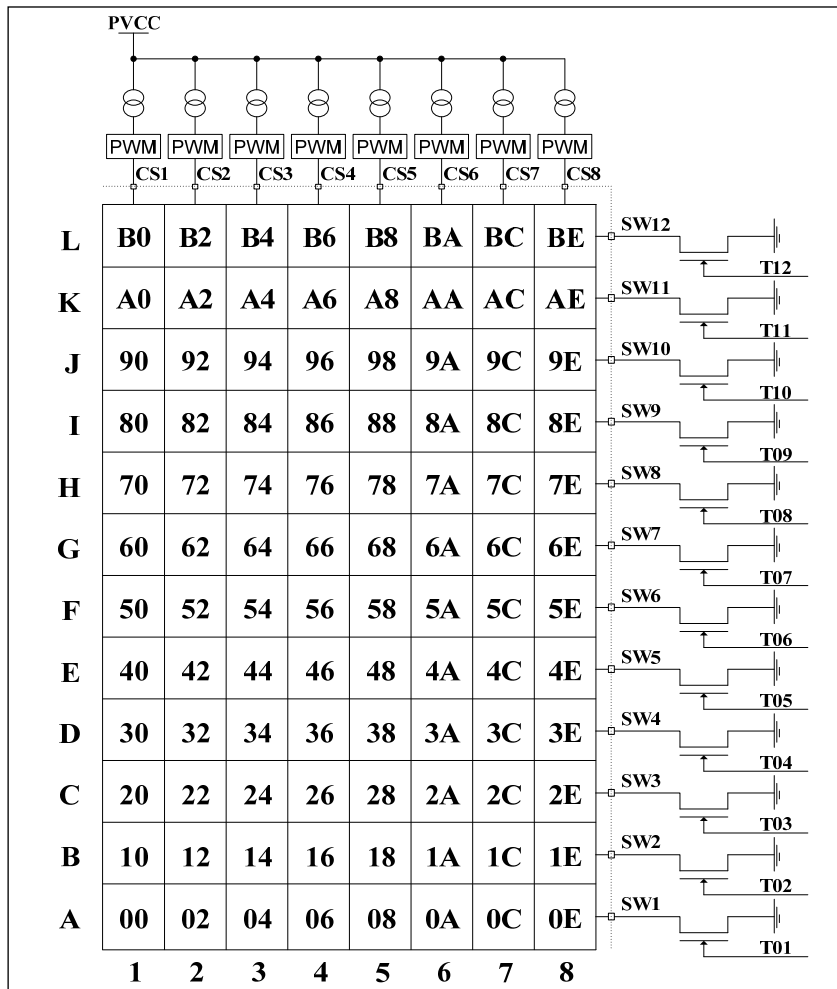 PVCC
PWM PWM PWM PWM PWM PWM PWM PWM
CS1 CS2 CS3 CS4 CS5 CS6 CS7 CS8
L B0 B2 B4 B6 B8 BA BC BE SW12
T12
K A0 A2 A4 A6 A8 AA AC AE SW11
T11
J 90 92 94 96 98 9A 9C 9E SW10
T10
I 80 82 84 86 88 8A 8C 8E SW9
T09
H 70 72 74 76 78 7A 7C 7E SW8
T08
G 60 62 64 66 68 6A 6C 6E SW7
T07
F 50 52 54 56 58 5A 5C 5E SW6
T06
E 40 42 44 46 48 4A 4C 4E SW5
T05
D 30 32 34 36 38 3A 3C 3E SW4
T04
C 20 22 24 26 28 2A 2C 2E SW3
T03
B 10 12 14 16 18 1A 1C 1E SW2
T02
A 00 02 04 06 08 0A 0C 0E SW1
T01
1 2 3 4 5 6 7 8